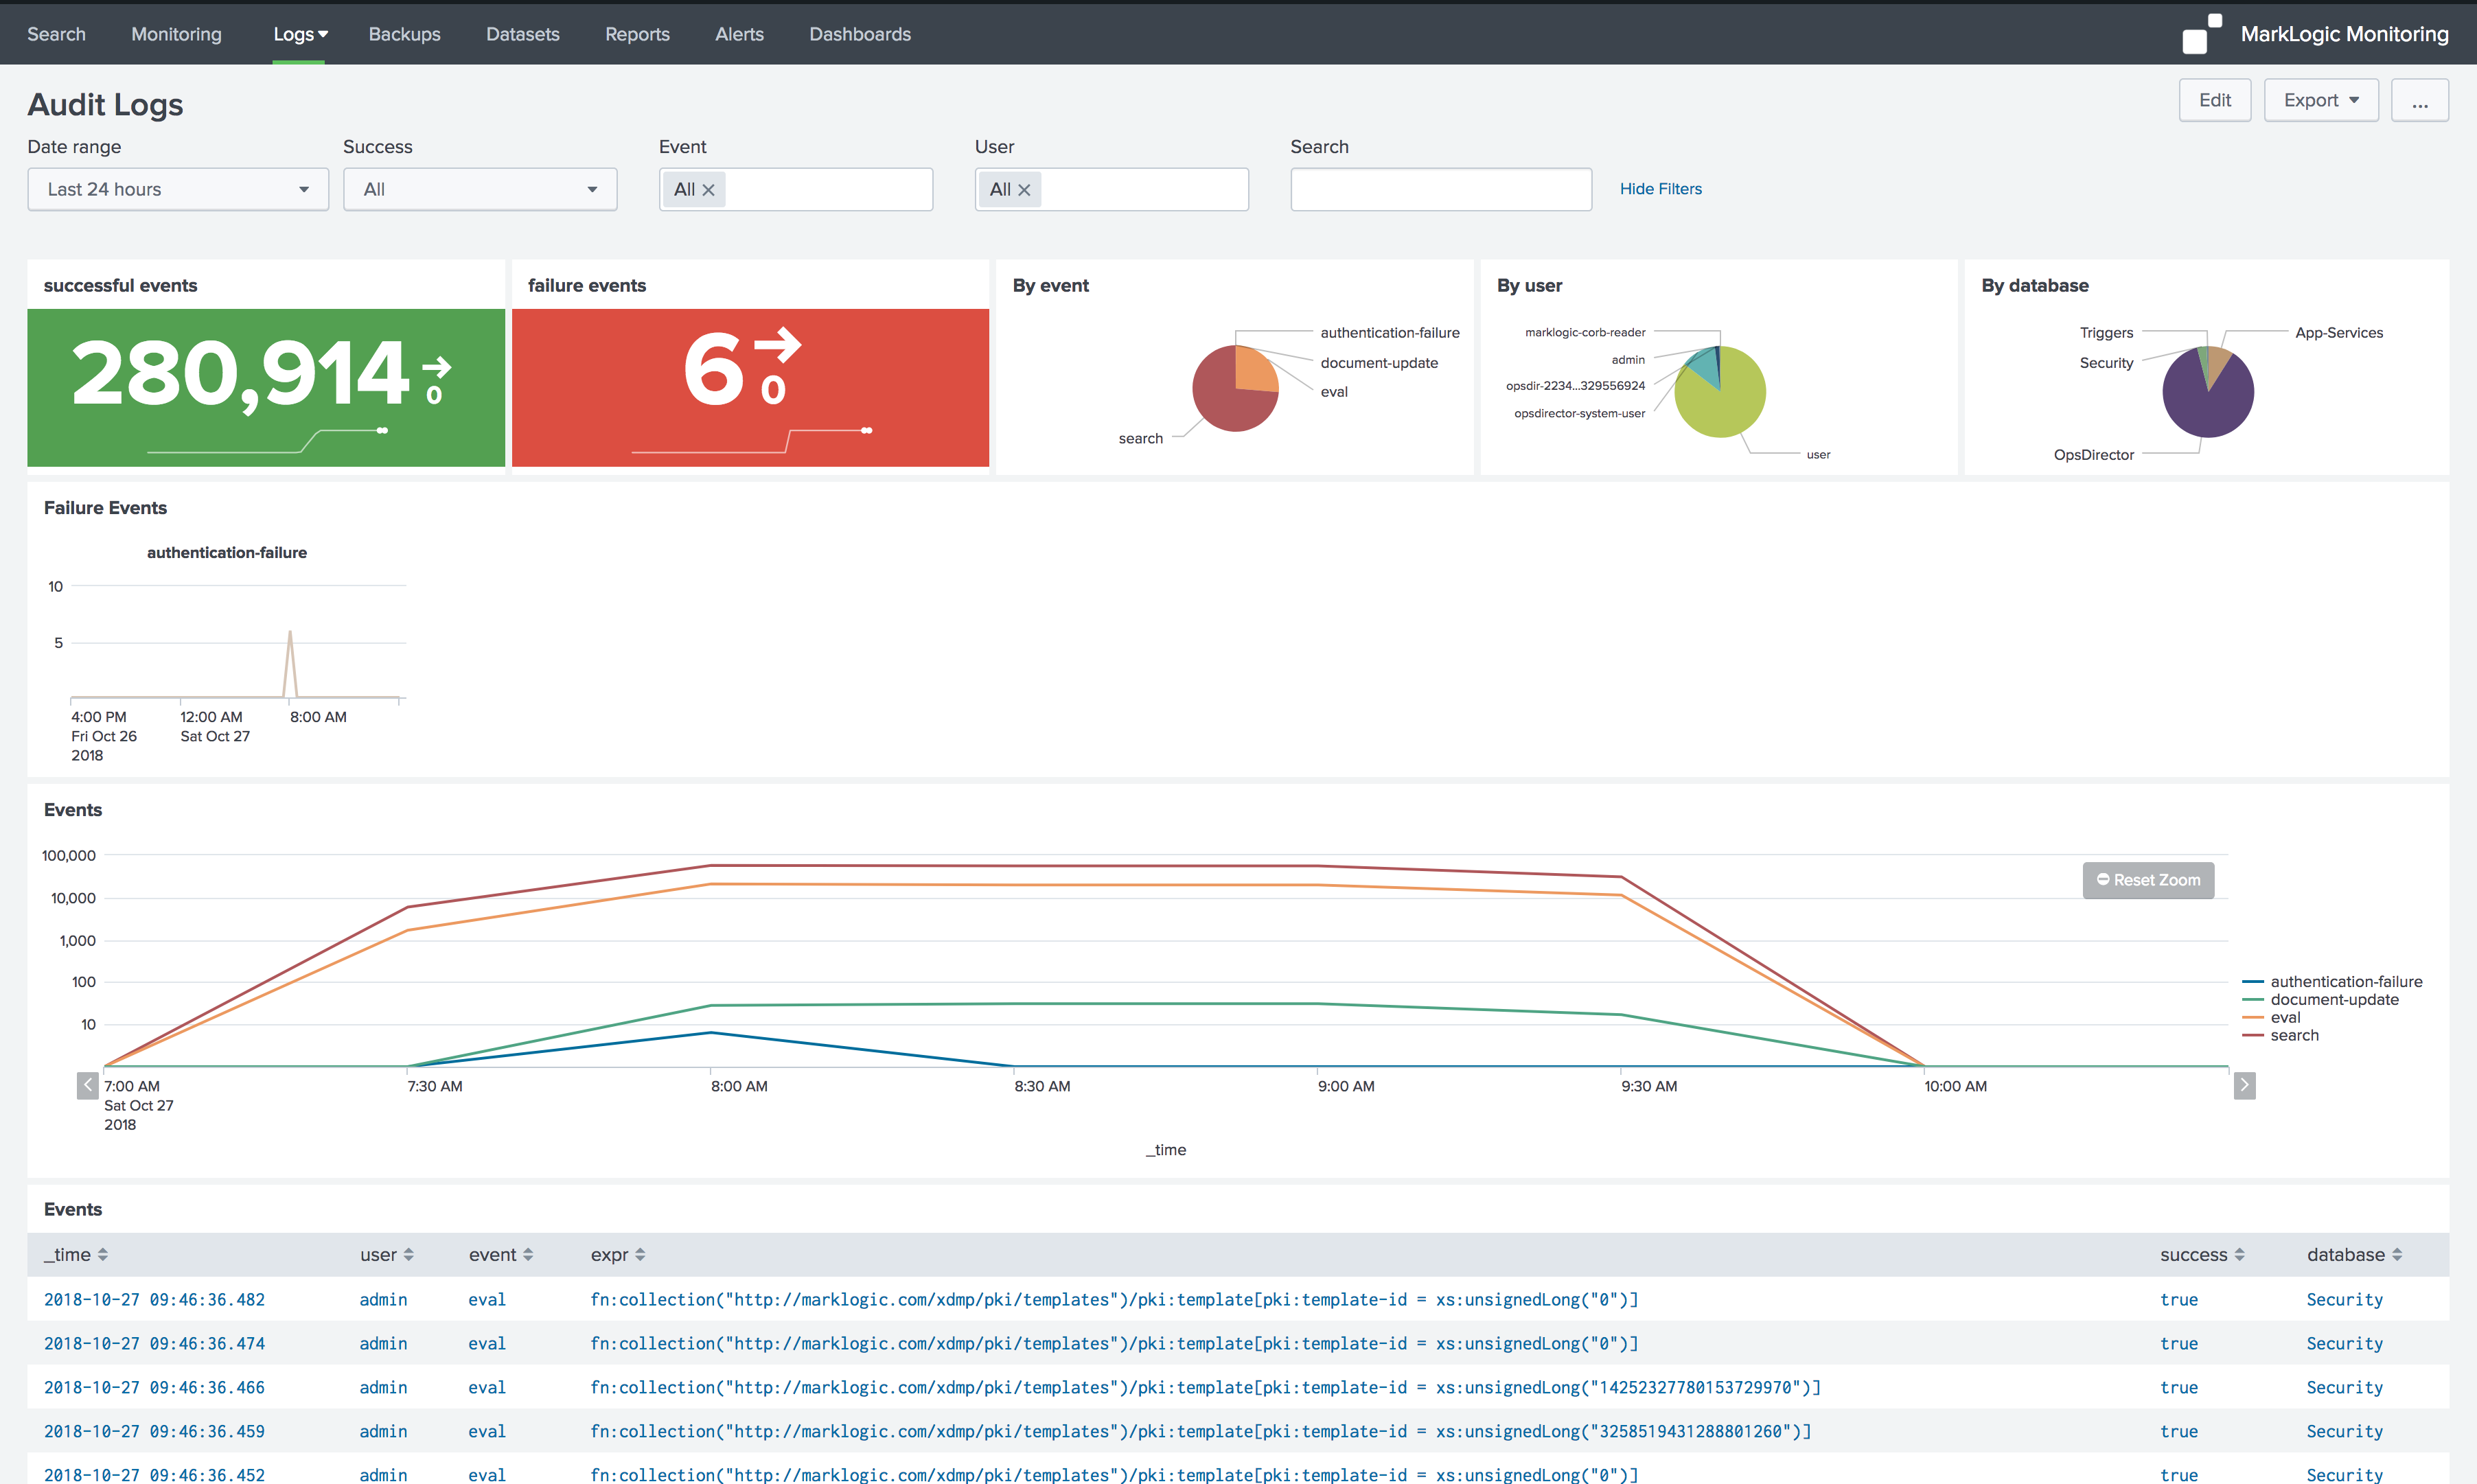 Search Monitoring Logs Backups Datasets Reports Alerts Dashboards MarkLogic Monitoring
Audit Logs
Edit Export ...
Date range Success Event User Search
Last 24 hours All All All Hide Filters
successful events
280,914
0
failure events
6
0
By event
authentication-failure
document-update
eval
search
By user
marklogic-corb-reader
admin
opsdir-2234...329556924
opsdirector-system-user
user
By database
Triggers
App-Services
Security
OpsDirector
Failure Events
authentication-failure
10
5
4:00 PM 12:00 AM 8:00 AM
Fri Oct 26 Sat Oct 27
2018
Events
100,000
10,000
1,000
100
10
Reset Zoom
authentication-failure
document-update
eval
search
7:00 AM 7:30 AM 8:00 AM 8:30 AM 9:00 AM 9:30 AM 10:00 AM
Sat Oct 27
2018
_time
Events
_time user event expr success database
2018-10-27 09:46:36.482 admin eval fn:collection("http://marklogic.com/xdmp/pki/templates")/pki:template[pki:template-id = xs:unsignedLong("0")] true Security
2018-10-27 09:46:36.474 admin eval fn:collection("http://marklogic.com/xdmp/pki/templates")/pki:template[pki:template-id = xs:unsignedLong("0")] true Security
2018-10-27 09:46:36.466 admin eval fn:collection("http://marklogic.com/xdmp/pki/templates")/pki:template[pki:template-id = xs:unsignedLong("14252327780153729970")] true Security
2018-10-27 09:46:36.459 admin eval fn:collection("http://marklogic.com/xdmp/pki/templates")/pki:template[pki:template-id = xs:unsignedLong("3258519431288801260")] true Security
2018-10-27 09:46:36.452 admin eval fn:collection("http://marklogic.com/xdmp/pki/templates")/pki:template[pki:template-id = xs:unsignedLong("0")] true Security